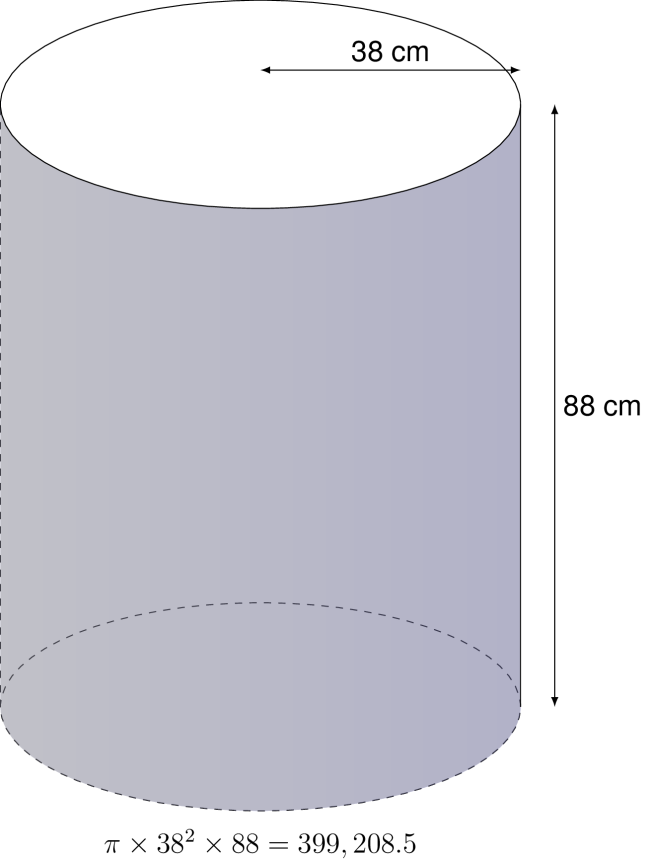 38 cm
88 cm
π × 38² × 88 = 399, 208.5